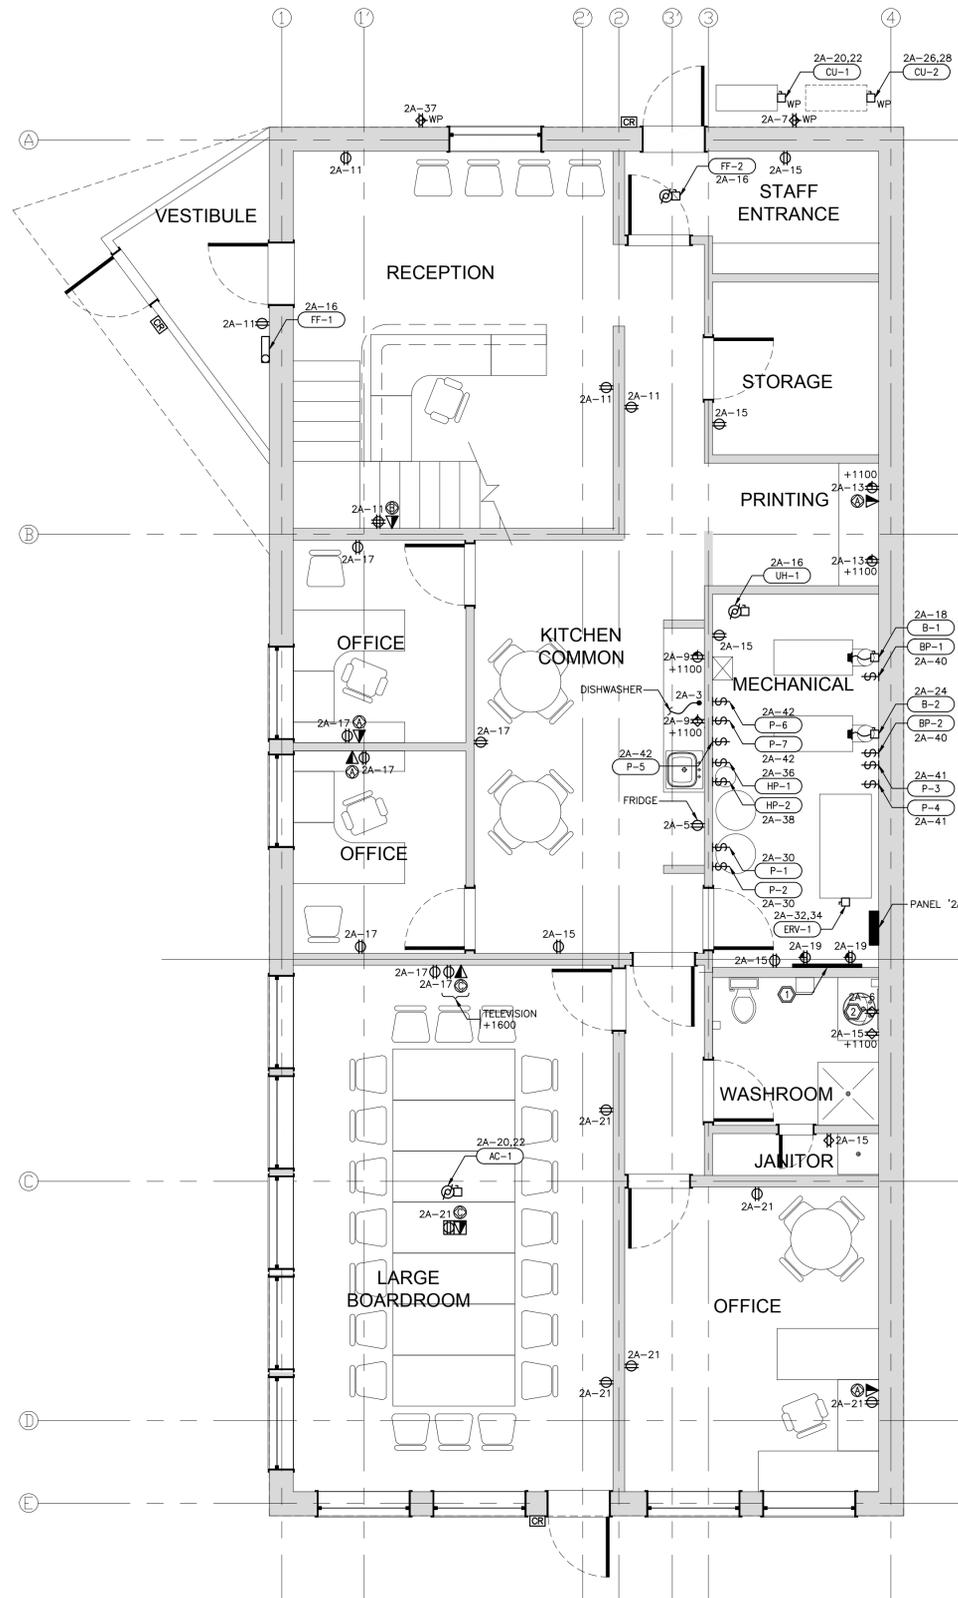 1 1' 2' 2 3' 3 4
2A-20,22
CU-1
2A-26,28
CU-2
WP
WP
2A-37
WP
CR
2A-7
WP
A
2A-11
FF-2
2A-16
2A-15
STAFF
ENTRANCE
VESTIBULE
RECEPTION
2A-16
2A-11
FF-1
CR
STORAGE
2A-11
2A-11
2A-15
+1100
2A-13
A
PRINTING
2A-11
B
2A-17
2A-13
+1100
2A-16
UH-1
2A-18
B-1
BP-1
2A-40
OFFICE
KITCHEN
COMMON
2A-15
2A-9
+1100
MECHANICAL
DISHWASHER
2A-3
2A-9
+1100
2A-24
B-2
BP-2
2A-40
2A-42
P-6
P-7
2A-42
2A-17
A
2A-17
2A-42
P-5
2A-17
A
2A-36
HP-1
HP-2
2A-38
2A-41
P-3
P-4
2A-41
FRIDGE
2A-5
OFFICE
2A-30
P-1
P-2
2A-30
2A-32,34
ERV-1
PANEL '2
2A-17
2A-15
2A-15
2A-19
2A-19
2A-17
2A-17
C
TELEVISION
+1600
1
2A-6
2
2A-15
+1100
WASHROOM
2A-21
2A-15
JANITOR
2A-20,22
AC-1
C
2A-21
C
2A-21
LARGE
BOARDROOM
OFFICE
2A-21
2A-21
A
2A-21
D
E
CR